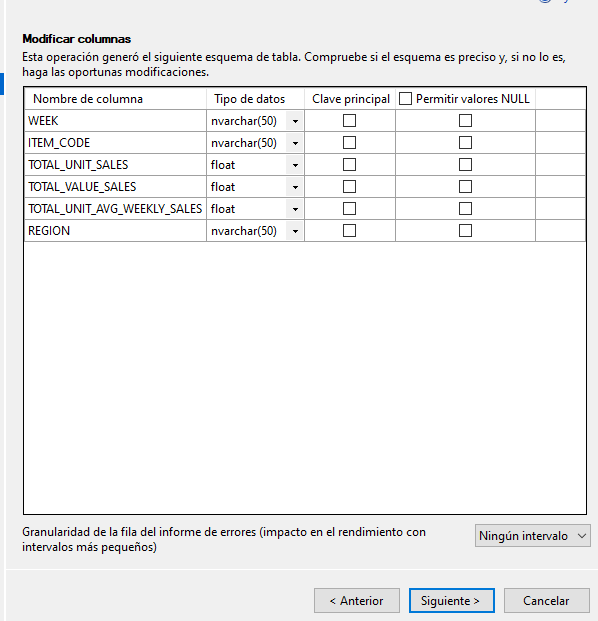 Modificar columnas
Esta operación generó el siguiente esquema de tabla. Compruebe si el esquema es preciso y, si no lo es,
haga las oportunas modificaciones.
Nombre de columna Tipo de datos Clave principal Permitir valores NULL
WEEK nvarchar(50)
ITEM_CODE nvarchar(50)
TOTAL_UNIT_SALES float
TOTAL_VALUE_SALES float
TOTAL_UNIT_AVG_WEEKLY_SALES float
REGION nvarchar(50)
Granularidad de la fila del informe de errores (impacto en el rendimiento con
intervalos más pequeños)
Ningún intervalo
< Anterior Siguiente > Cancelar